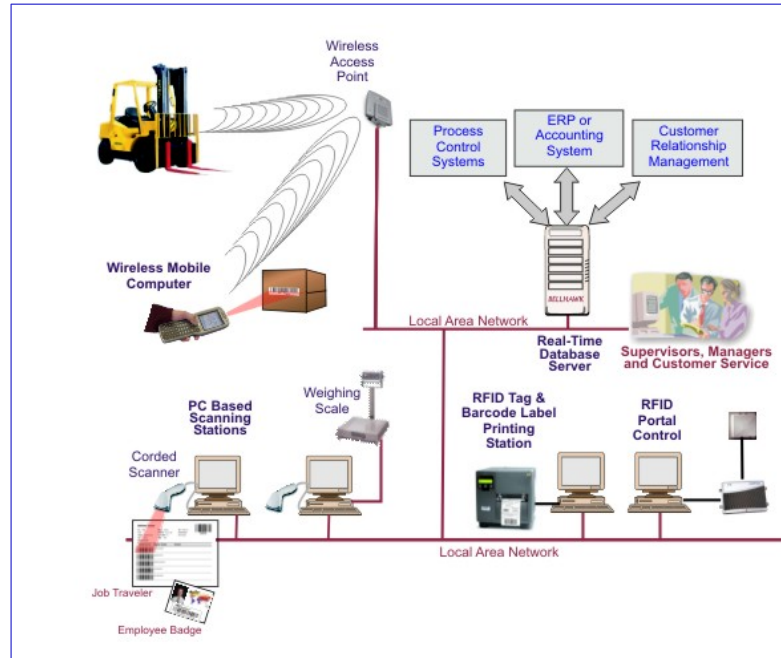 Wireless
Access
Point
Process
Control
Systems
ERP or
Accounting
System
Customer
Relationship
Management
Wireless Mobile
Computer
BELLHAWK
Local Area Network
Real-Time
Database
Server
Supervisors, Managers
and Customer Service
PC Based
Scanning
Stations
Weighing
Scale
Corded
Scanner
RFID Tag &
Barcode Label
Printing
Station
RFID
Portal
Control
Local Area Network
Job Traveler
Employee Badge